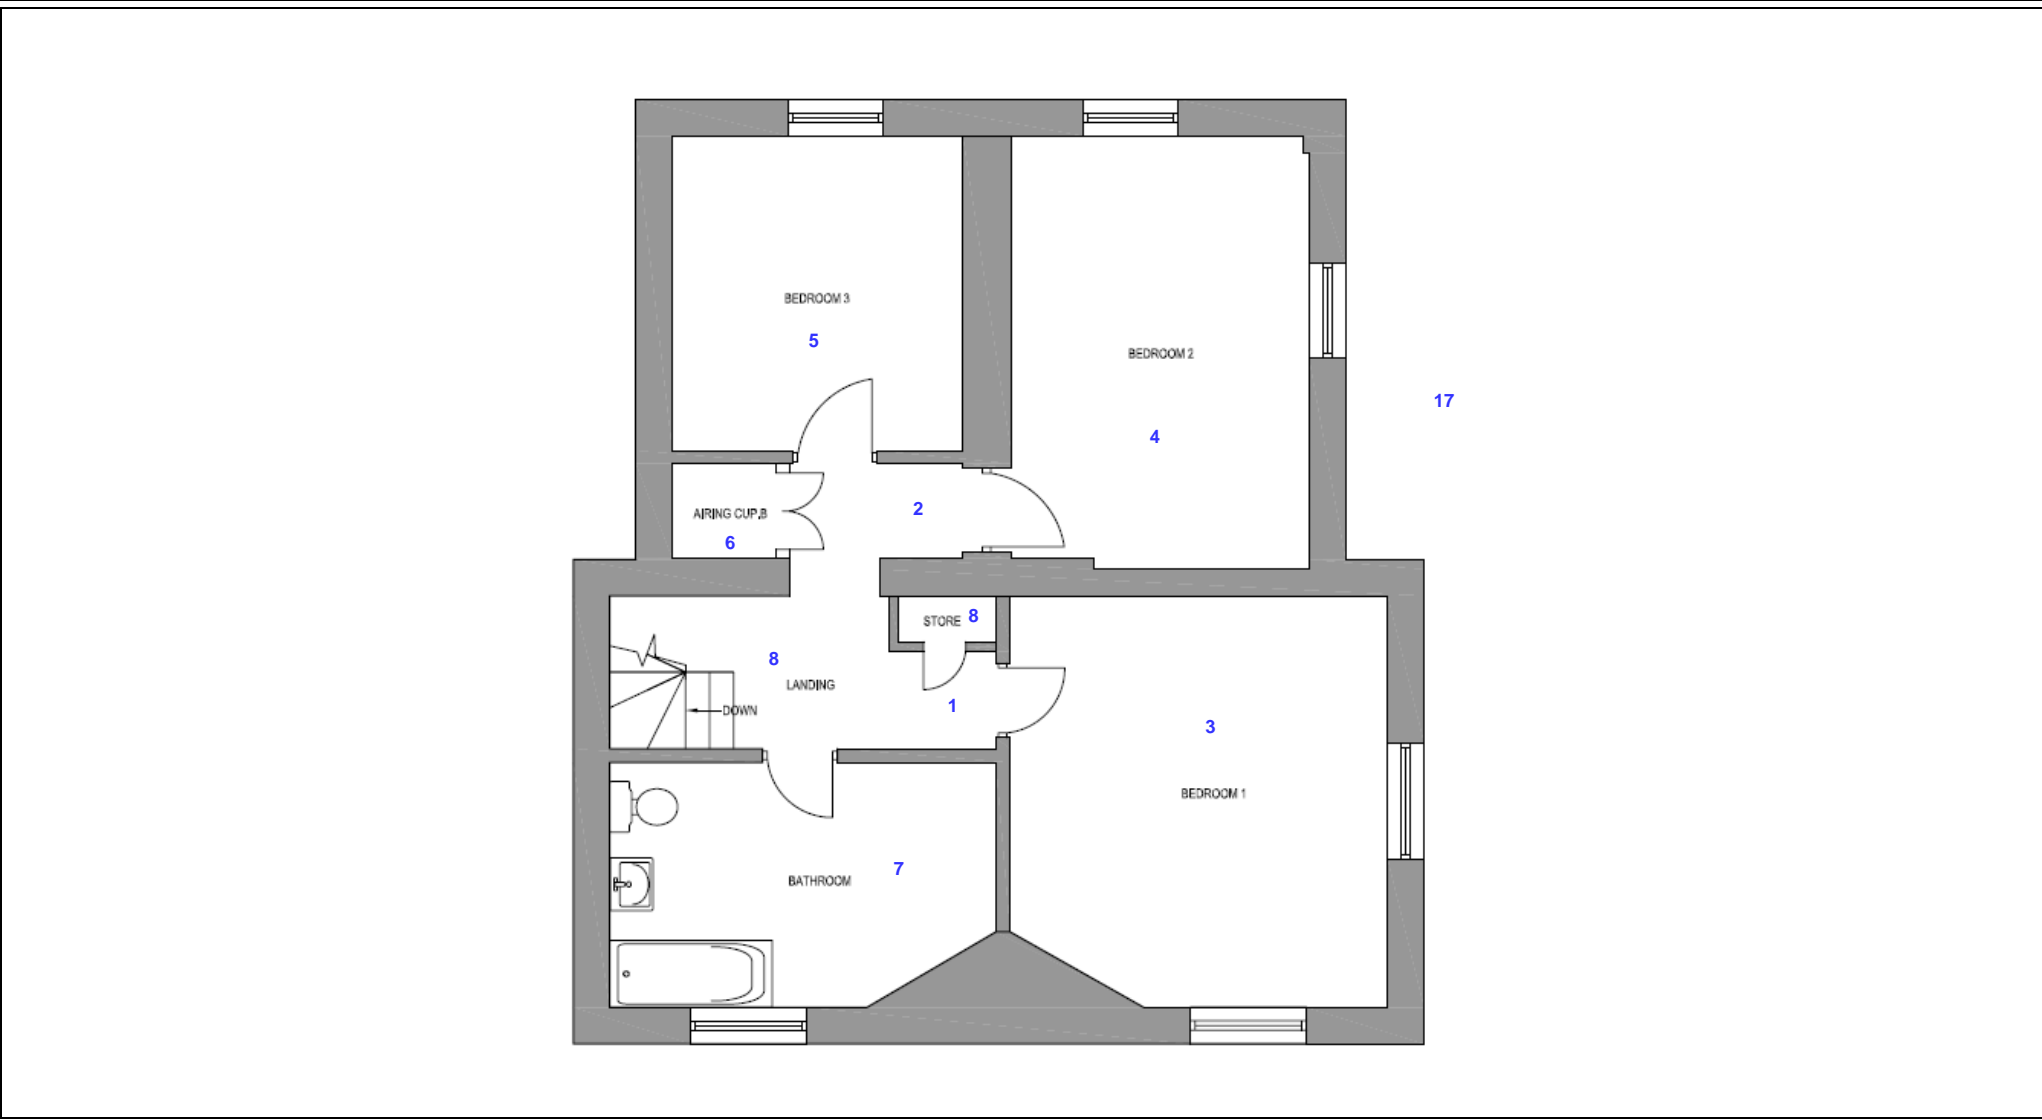 BEDROOM 3
5
BEDROOM 2
17
4
2
AIRING CUP.B
6
STORE 8
8
LANDING
1
DOWN
3
BEDROOM 1
7
BATHROOM